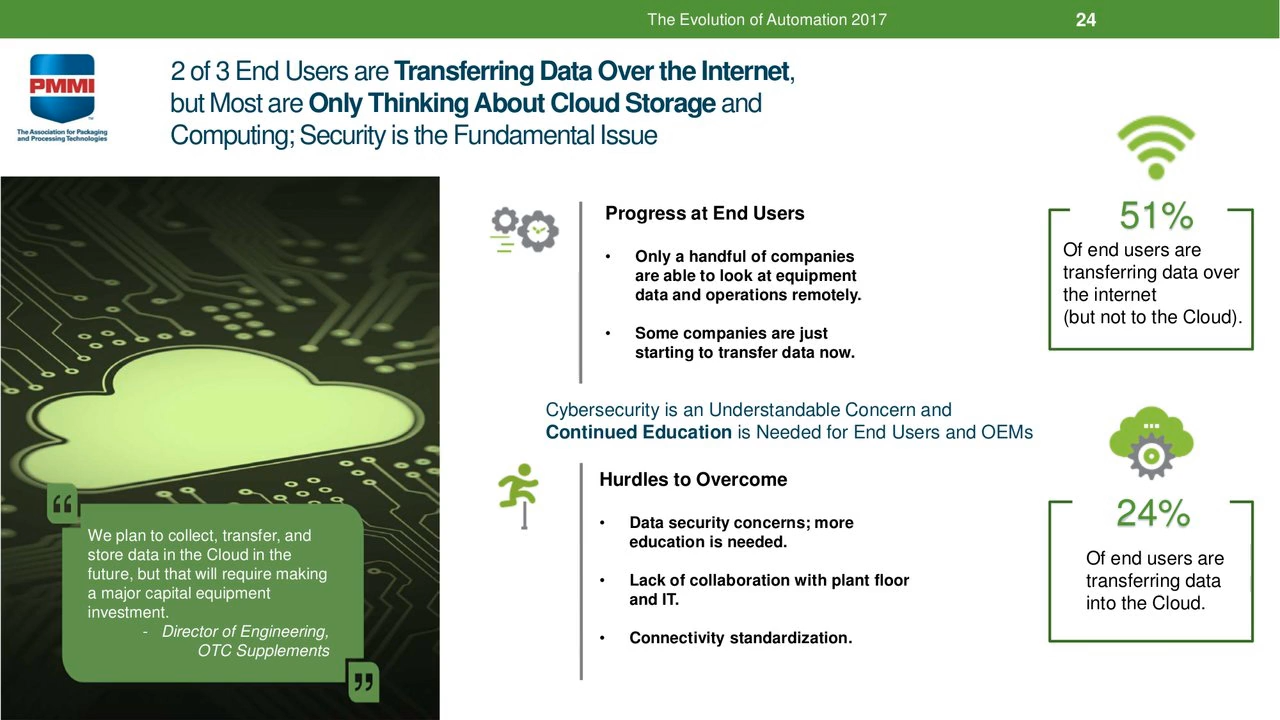 The Evolution of Automation 2017
24
PMMI
TM
The Association for Packaging
and Processing Technologies
2 of 3 End Users are Transferring Data Over the Internet,
but Most are Only Thinking About Cloud Storage and
Computing; Security is the Fundamental Issue
Progress at End Users
• Only a handful of companies
are able to look at equipment
data and operations remotely.
• Some companies are just
starting to transfer data now.
51%
Of end users are
transferring data over
the internet
(but not to the Cloud).
Cybersecurity is an Understandable Concern and
Continued Education is Needed for End Users and OEMs
Hurdles to Overcome
• Data security concerns; more
education is needed.
• Lack of collaboration with plant floor
and IT.
• Connectivity standardization.
24%
Of end users are
transferring data
into the Cloud.
“
We plan to collect, transfer, and
store data in the Cloud in the
future, but that will require making
a major capital equipment
investment.
- Director of Engineering,
OTC Supplements
”